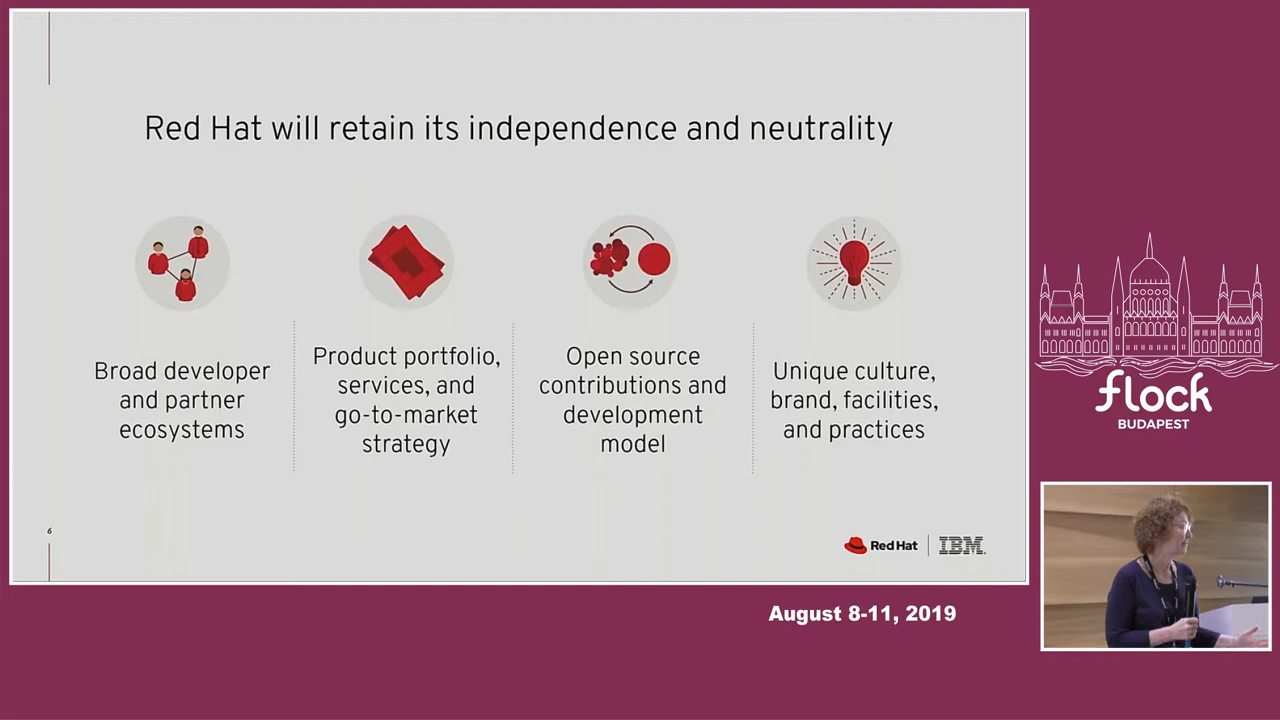 Red Hat will retain its independence and neutrality
Broad developer
and partner
ecosystems
Product portfolio,
services, and
go-to-market
strategy
Open source
contributions and
development
model
Unique culture,
brand, facilities,
and practices
6
Red Hat
IBM.
flock
BUDAPEST
August 8-11, 2019